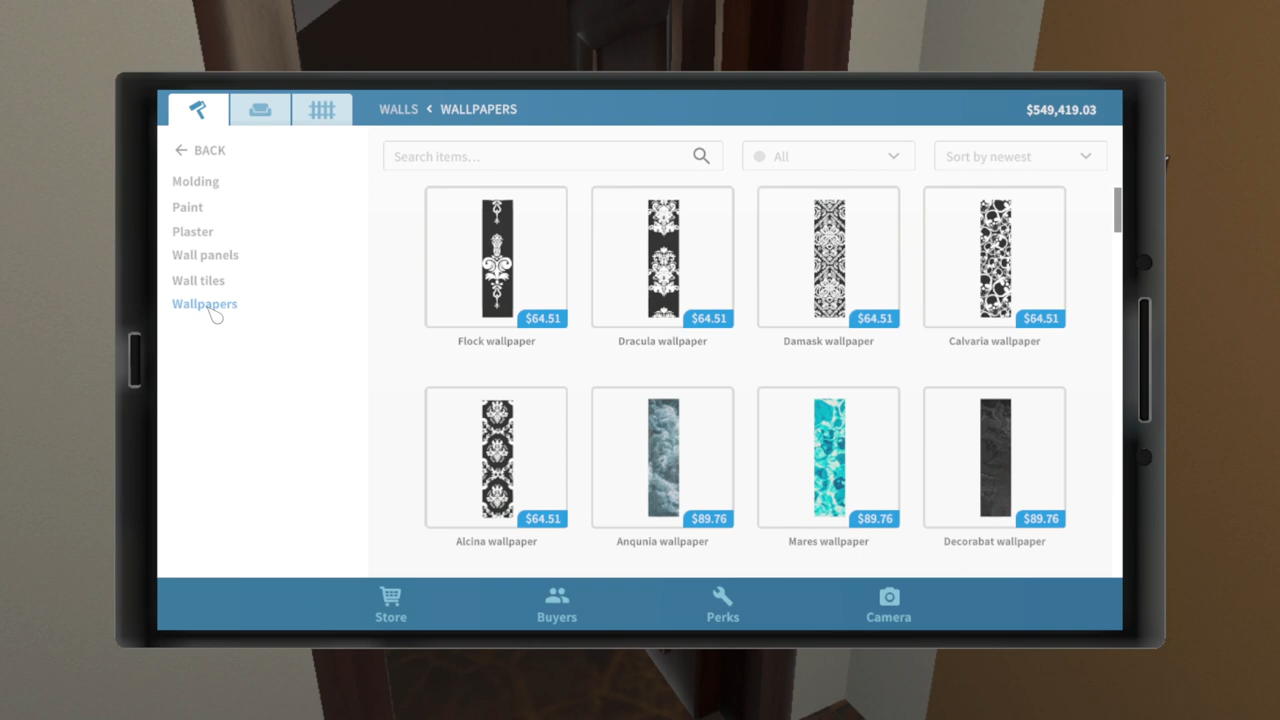 WALLS < WALLPAPERS
$549,419.03
BACK
Molding
Paint
Plaster
Wall panels
Wall tiles
Wallpapers
Search items...
All
Sort by newest
$64.51
$64.51
$64.51
$64.51
Flock wallpaper
Dracula wallpaper
Damask wallpaper
Calvaria wallpaper
$64.51
$89.76
$89.76
$89.76
Alcina wallpaper
Anqunia wallpaper
Mares wallpaper
Decorabat wallpaper
Store
Buyers
Perks
Camera